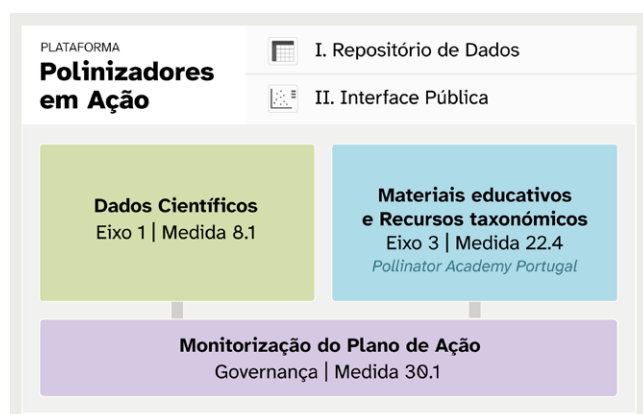 PLATAFORMA
Polinizadores
em Ação
I. Repositório de Dados
II. Interface Pública
Dados Científicos
Eixo 1 | Medida 8.1
Materiais educativos
e Recursos taxonómicos
Eixo 3 | Medida 22.4
Pollinator Academy Portugal
Monitorização do Plano de Ação
Governança | Medida 30.1